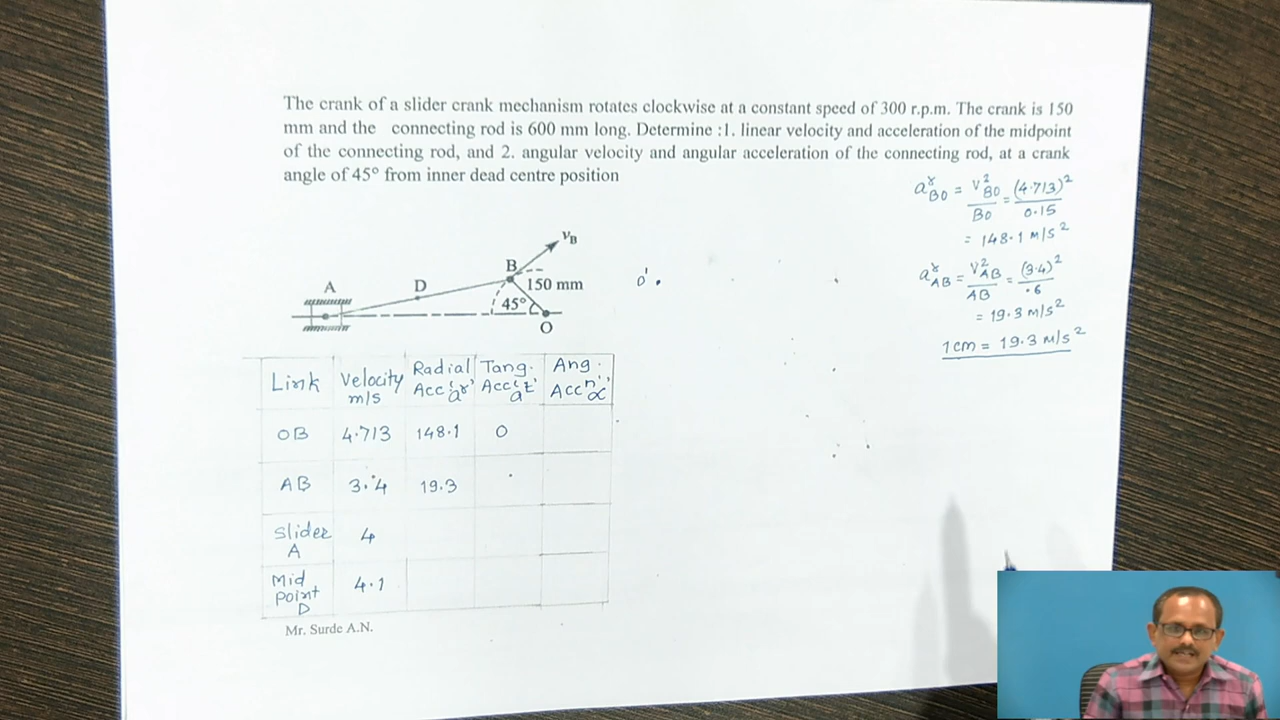 The crank of a slider crank mechanism rotates clockwise at a constant speed of 300 r.p.m. The crank is 150
mm and the connecting rod is 600 mm long. Determine :1. linear velocity and acceleration of the midpoint
of the connecting rod, and 2. angular velocity and angular acceleration of the connecting rod, at a crank
angle of 45° from inner dead centre position
a^r_BO = V²_BO / BO = (4.713)² / 0.15
= 148.1 M/s²
a^r_AB = V²_AB / AB = (3.4)² / .6
= 19.3 m/s²
1cm = 19.3 m/s²
v_B
B
A
D
150 mm
45°
O
o'
Link Velocity m/s Radial Accⁿ 'a^r' Tang. Accⁿ 'a^t' Ang. Accⁿ 'α'
OB 4.713 148.1 0
AB 3.4 19.3
Slider A 4
Mid point D 4.1
Mr. Surde A.N.